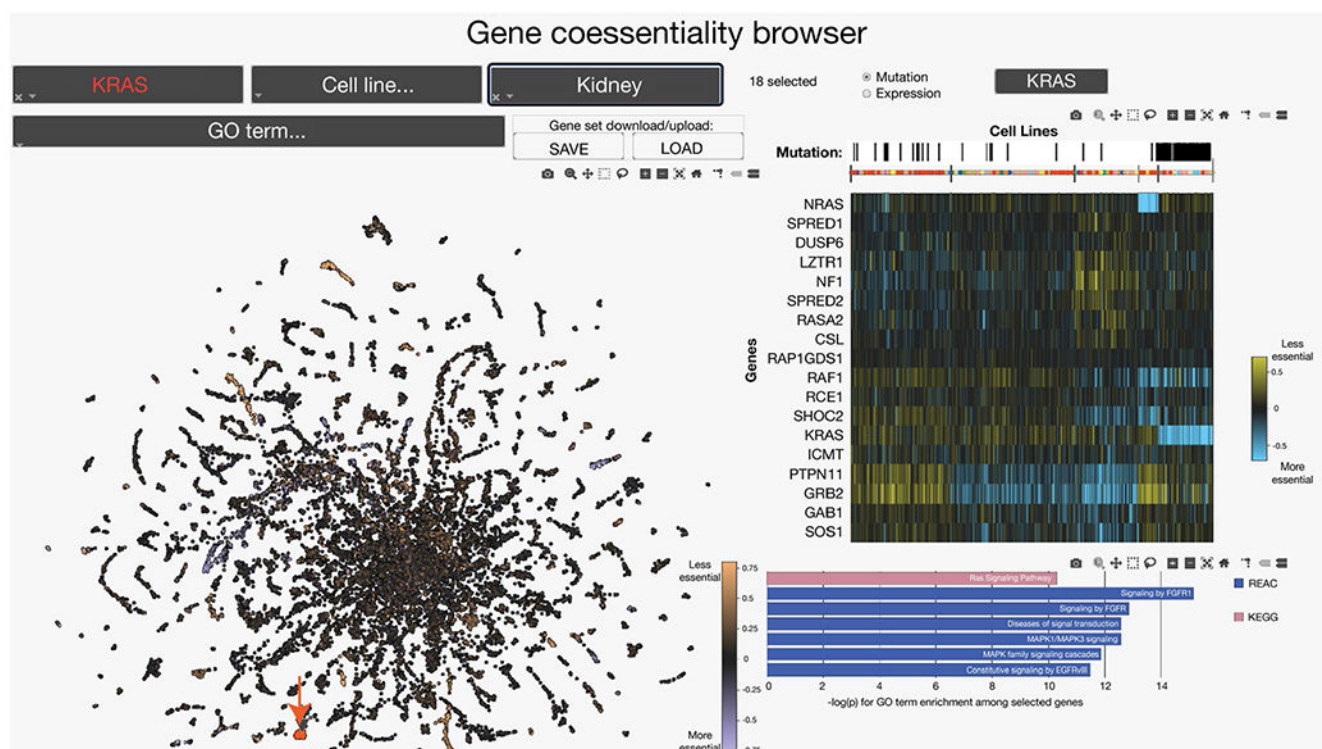 Gene coessentiality browser
KRAS
Cell line...
Kidney
18 selected
Mutation
Expression
KRAS
GO term...
Gene set download/upload:
SAVE
LOAD
Cell Lines
Mutation:
Genes
NRAS
SPRED1
DUSP6
LZTR1
NF1
SPRED2
RASA2
CSL
RAP1GDS1
RAF1
RCE1
SHOC2
KRAS
ICMT
PTPN11
GRB2
GAB1
SOS1
Less
essential
0.5
0
-0.5
More
essential
Less
essential
0.75
0.5
0.25
0
-0.25
-0.5
-0.75
More
essential
Ras Signaling Pathway
Signaling by FGFR1
Signaling by FGFR
Diseases of signal transduction
MAPK1/MAPK3 signaling
MAPK family signaling cascades
Constitutive signaling by EGFRvIII
REAC
KEGG
0 2 4 6 8 10 12 14
-log(p) for GO term enrichment among selected genes